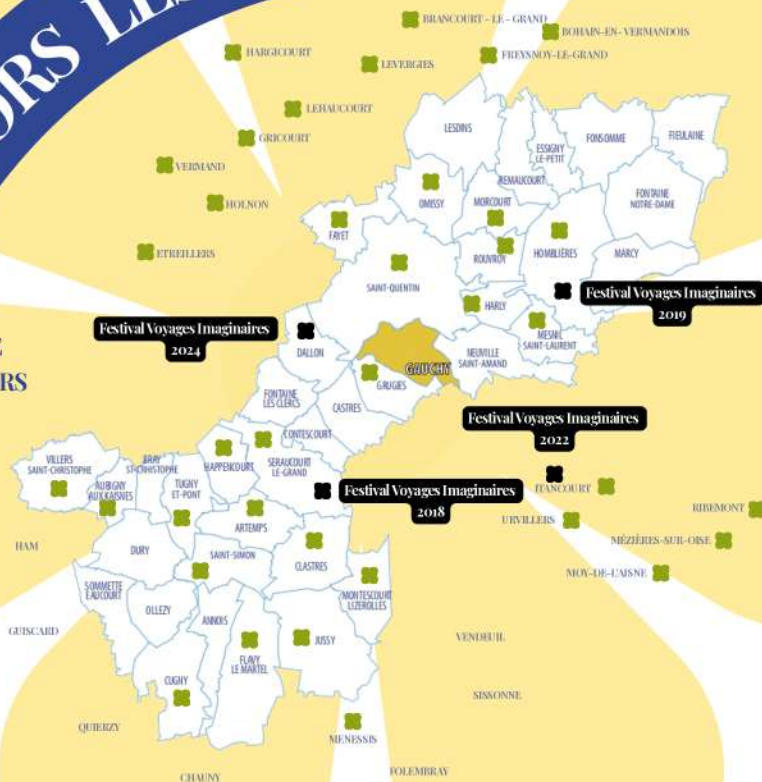 ORS LES
BRANCOURT - LE - GRAND
BOHAIN-EN-VERMANDOIS
HARGICOURT
FREYSNOY-LE-GRAND
LEVERGIES
LEHAUCOURT
GRICOURT
LESDINS
ESSIGNY
LE-PETIT
FONSOMME
FIEULAINE
VERMAND
REMAUCOURT
HOLNON
OMISSY
MORCOURT
FONTAINE
NOTRE-DAME
FAYET
ETREILLERS
ROUVROY
HOMBLIÈRES
MARCY
SAINT-QUENTIN
Festival Voyages Imaginaires
2019
HARLY
Festival Voyages Imaginaires
2024
DALLON
MESNIL
SAINT-LAURENT
NEUVILLE
SAINT-AMAND
GAUCHY
RS
GRUGIES
FONTAINE
LES CLERCS
CASTRES
Festival Voyages Imaginaires
2022
CONTESCOURT
VILLERS
SAINT-CHRISTOPHE
BRAY
ST-CHRISTOPHE
HAPPENCOURT
SERAUCOURT
LE-GRAND
AUBIGNY
AUX KAISNES
TUGNY
ET-PONT
Festival Voyages Imaginaires
2018
ITANCOURT
URVILLERS
RIBEMONT
ARTEMPS
MÉZIÈRES-SUR-OISE
HAM
DURY
SAINT-SIMON
CLASTRES
MOY-DE-L'AISNE
SOMMETTE
EAUCOURT
OLLEZY
ANNOIS
MONTESCOURT
LIZEROLLES
GUISCARD
JUSSY
VENDEUIL
FLAVY
LE MARTEL
CUGNY
SISSONNE
QUIERZY
MENESSIS
CHAUNY
FOLEMBRAY